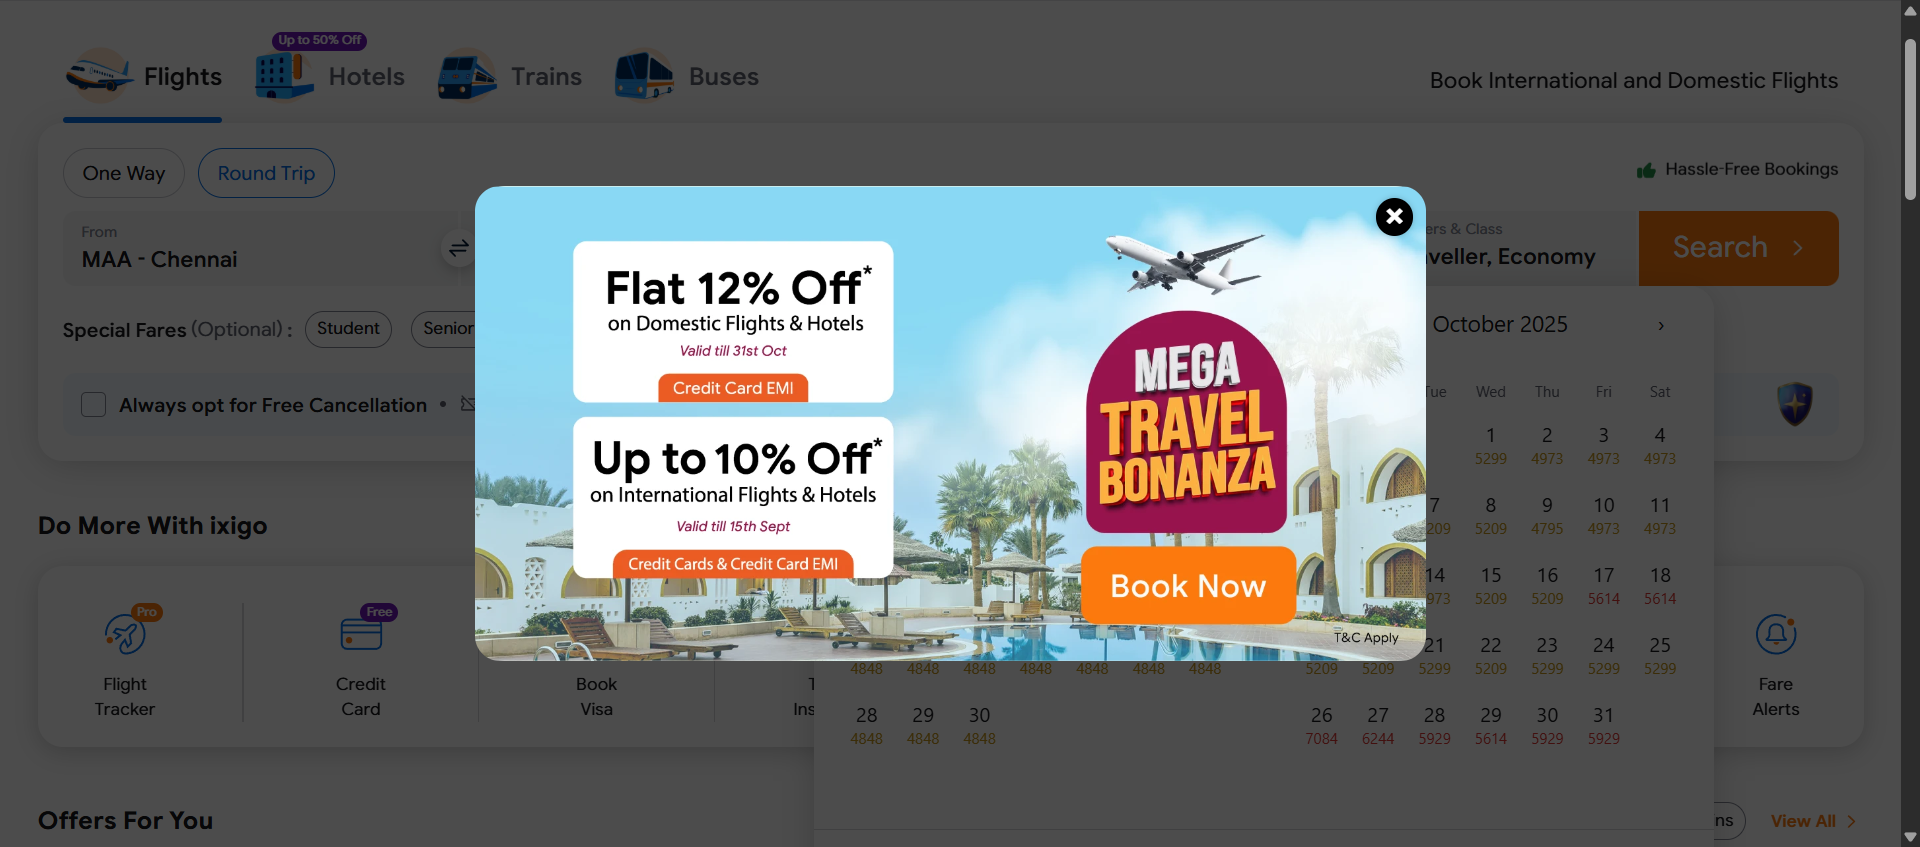 Up to 50% Off
Flights
Hotels
Trains
Buses
Book International and Domestic Flights
One Way
Round Trip
Hassle-Free Bookings
From
MAA - Chennai
ers & Class
veller, Economy
Search
Special Fares (Optional) :
Student
Senior
Always opt for Free Cancellation •
Flat 12% Off*
on Domestic Flights & Hotels
Valid till 31st Oct
Credit Card EMI
Up to 10% Off*
on International Flights & Hotels
Valid till 15th Sept
Credit Cards & Credit Card EMI
MEGA
TRAVEL
BONANZA
Book Now
T&C Apply
October 2025
Tue Wed Thu Fri Sat
1 2 3 4
5299 4973 4973 4973
7 8 9 10 11
5209 5209 4795 4973 4973
14 15 16 17 18
973 5209 5209 5614 5614
21 22 23 24 25
4848 4848 4848 4848 4848 4848 4848 5209 5209 5299 5209 5299 5299 5299
28 29 30 26 27 28 29 30 31
4848 4848 4848 7084 6244 5929 5614 5929 5929
Do More With ixigo
Pro
Flight
Tracker
Free
Credit
Card
Book
Visa
T
Ins
Fare
Alerts
Offers For You
ns
View All